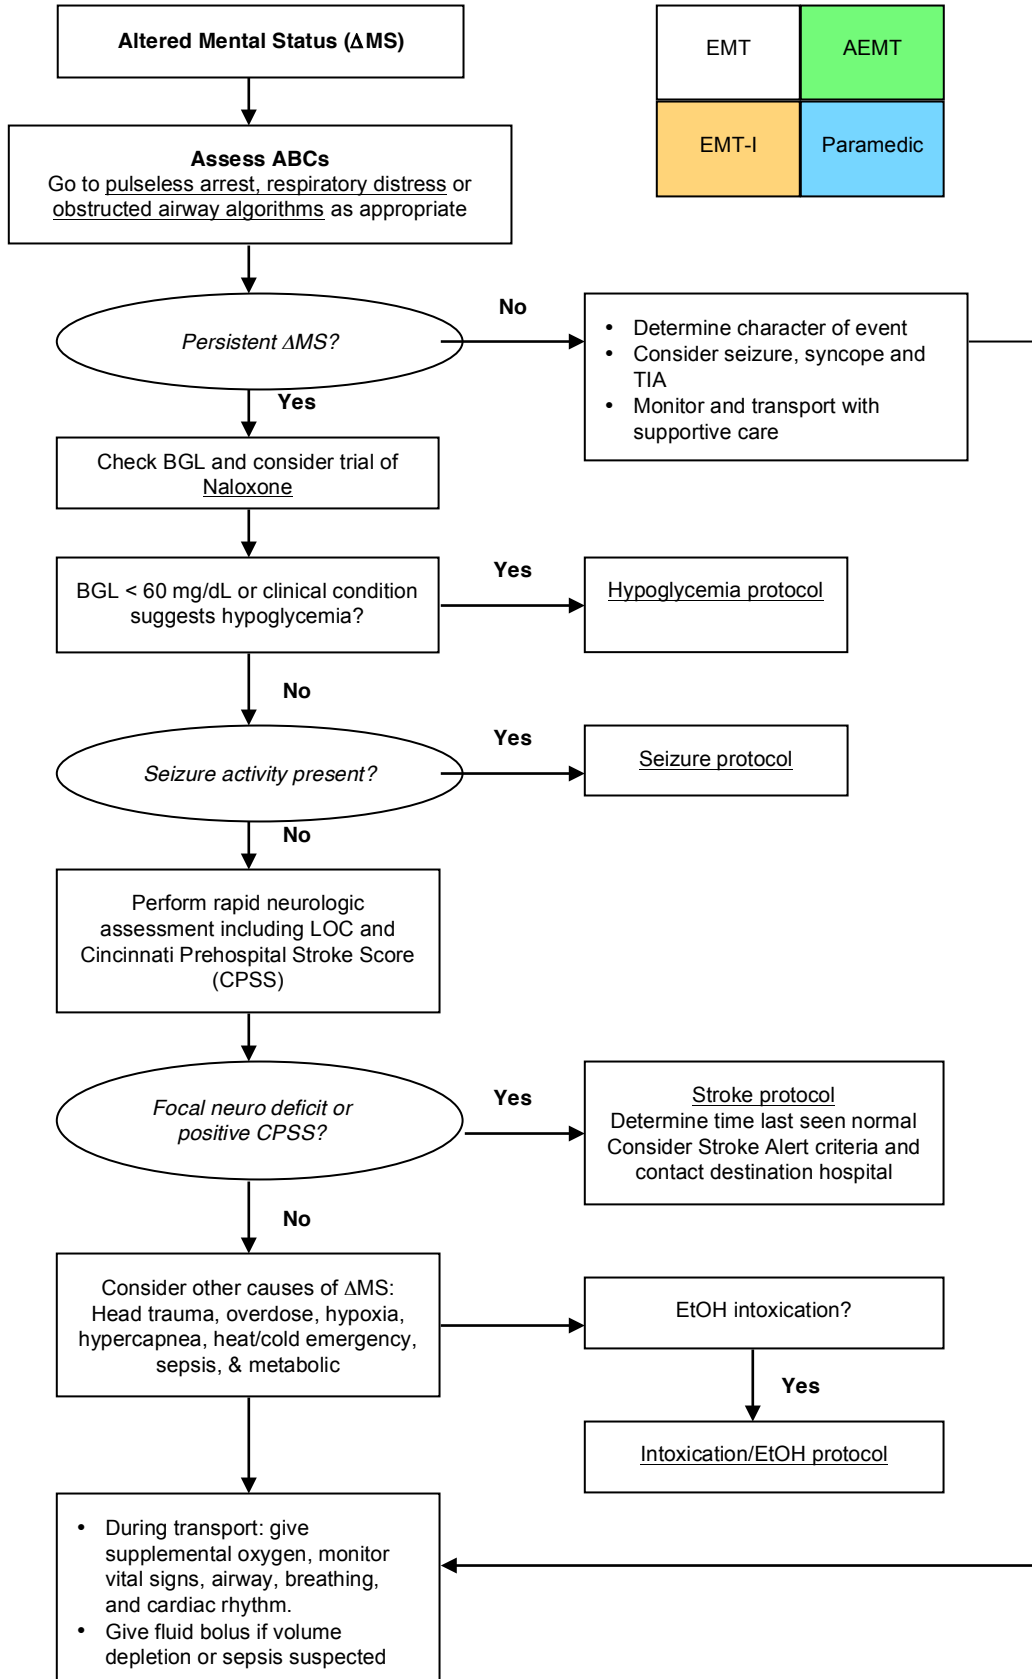 Altered Mental Status (ΔMS)
EMT
AEMT
EMT-I
Paramedic
Assess ABCs
Go to pulseless arrest, respiratory distress or
obstructed airway algorithms as appropriate
Persistent ΔMS?
No
• Determine character of event
• Consider seizure, syncope and
TIA
• Monitor and transport with
supportive care
Yes
Check BGL and consider trial of
Naloxone
BGL < 60 mg/dL or clinical condition
suggests hypoglycemia?
Yes
Hypoglycemia protocol
No
Seizure activity present?
Yes
Seizure protocol
No
Perform rapid neurologic
assessment including LOC and
Cincinnati Prehospital Stroke Score
(CPSS)
Focal neuro deficit or
positive CPSS?
Yes
Stroke protocol
Determine time last seen normal
Consider Stroke Alert criteria and
contact destination hospital
No
Consider other causes of ΔMS:
Head trauma, overdose, hypoxia,
hypercapnea, heat/cold emergency,
sepsis, & metabolic
EtOH intoxication?
Yes
Intoxication/EtOH protocol
• During transport: give
supplemental oxygen, monitor
vital signs, airway, breathing,
and cardiac rhythm.
• Give fluid bolus if volume
depletion or sepsis suspected